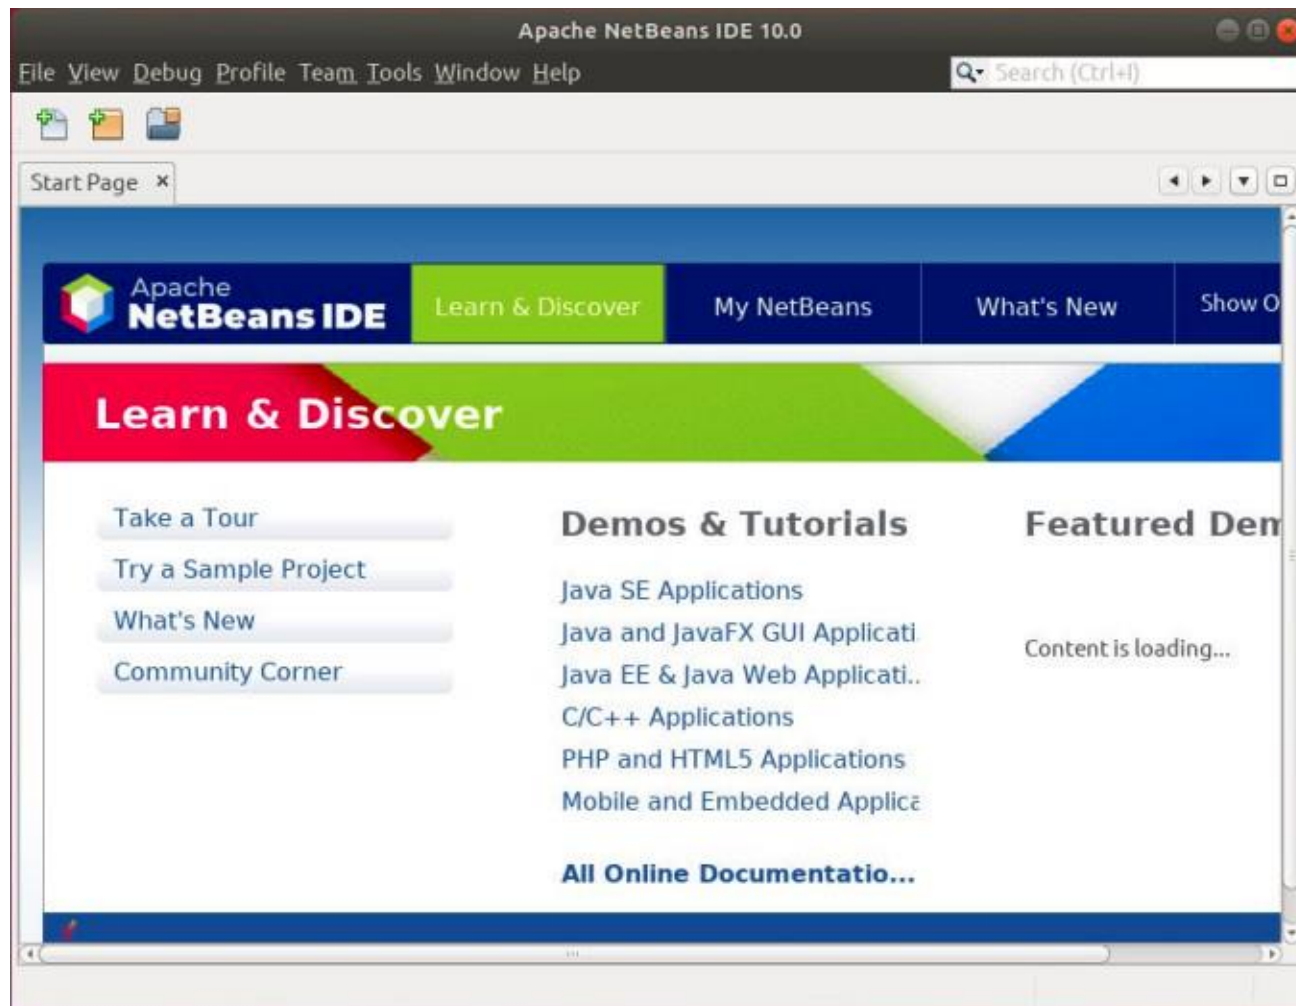 Apache NetBeans IDE 10.0
File View Debug Profile Team Tools Window Help
Search (Ctrl+I)
Start Page
Apache
NetBeans IDE
Learn & Discover
My NetBeans
What's New
Show O
Learn & Discover
Take a Tour
Try a Sample Project
What's New
Community Corner
Demos & Tutorials
Java SE Applications
Java and JavaFX GUI Applicati
Java EE & Java Web Applicati..
C/C++ Applications
PHP and HTML5 Applications
Mobile and Embedded Applica
All Online Documentatio...
Featured Dem
Content is loading...